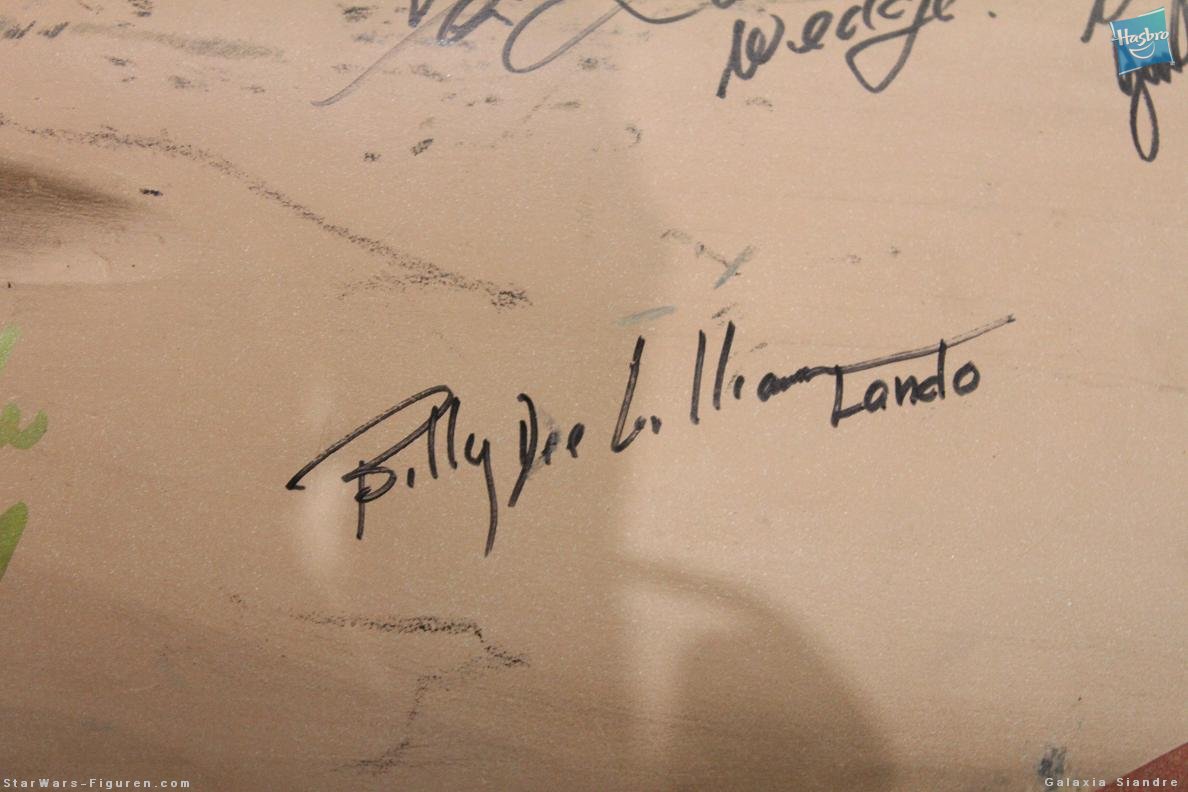 Wedge.
Hasbro
Billy Dee Williams
Lando
StarWars-Figuren.com
Galaxia Siandre